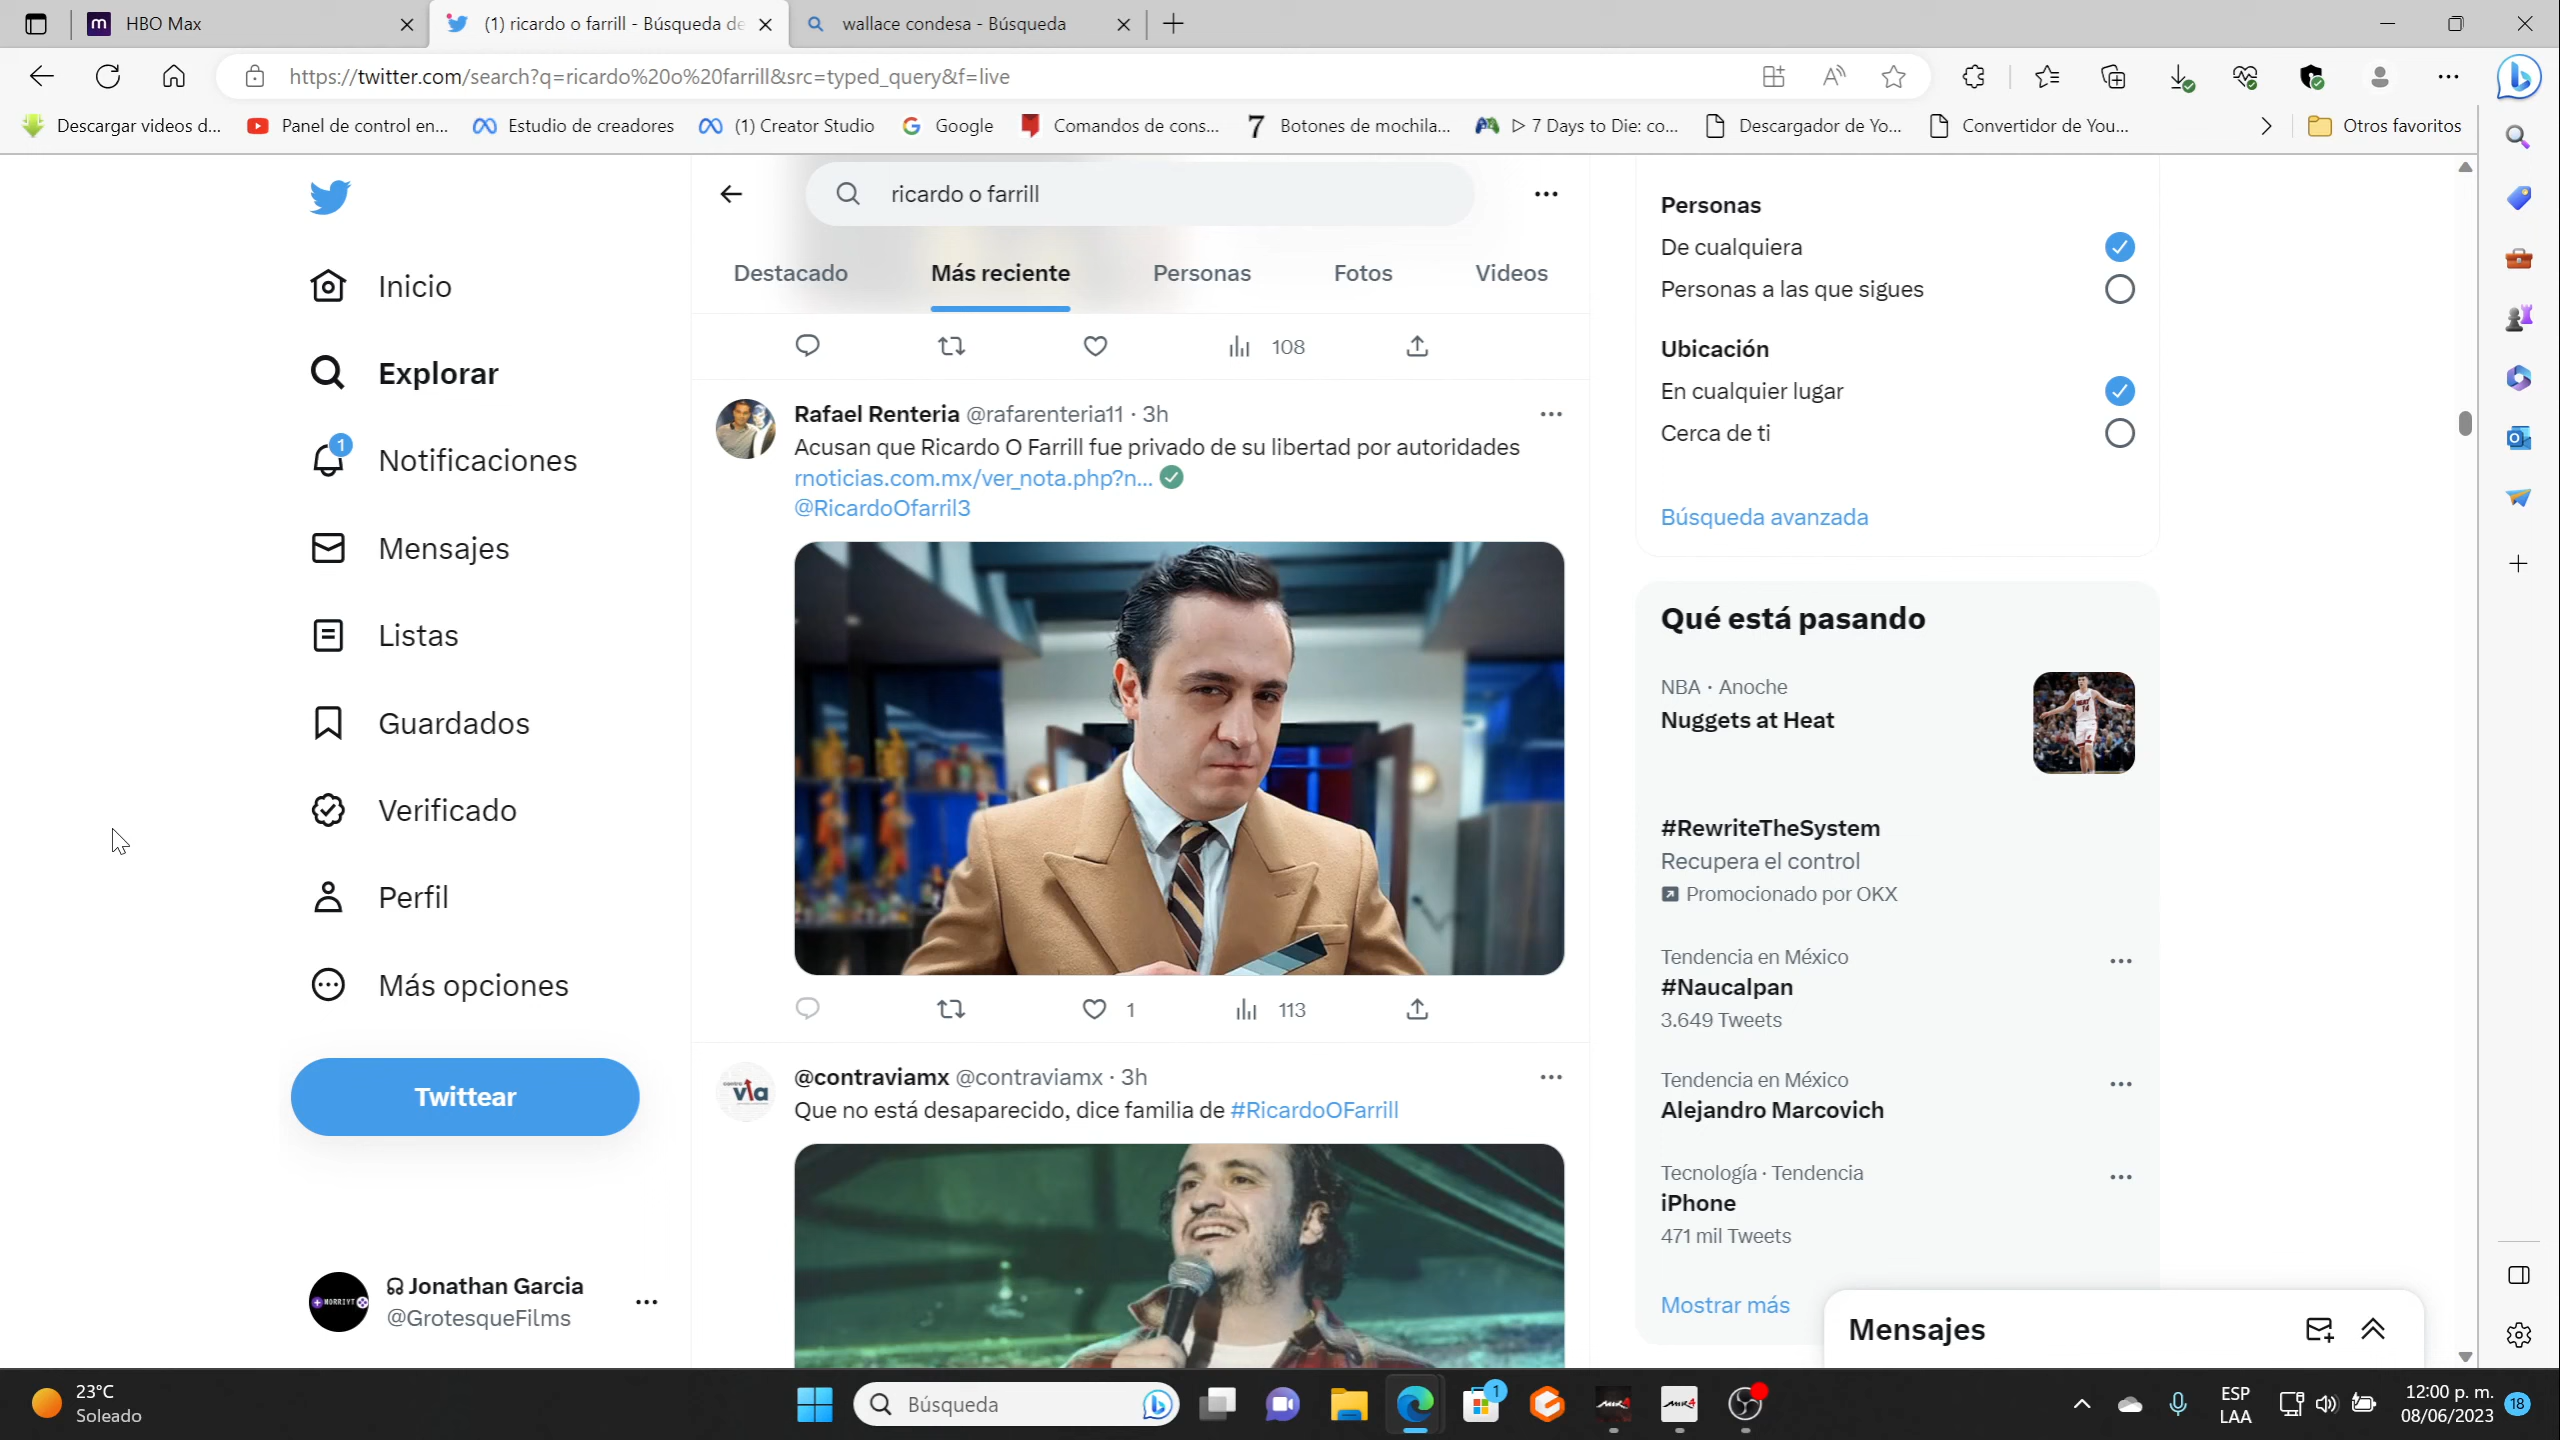 HBO Max
(1) ricardo o farrill - Búsqueda de
wallace condesa - Búsqueda
https://twitter.com/search?q=ricardo%20o%20farrill&src=typed_query&f=live
Descargar videos d...
Panel de control en...
Estudio de creadores
(1) Creator Studio
Google
Comandos de cons...
Botones de mochila...
▷ 7 Days to Die: co...
Descargador de Yo...
Convertidor de You...
Otros favoritos
Inicio
Explorar
1
Notificaciones
Mensajes
Listas
Guardados
Verificado
Perfil
Más opciones
Twittear
Jonathan Garcia
@GrotesqueFilms
ricardo o farrill
Destacado
Más reciente
Personas
Fotos
Videos
108
Rafael Renteria @rafarenteria11 · 3h
Acusan que Ricardo O Farrill fue privado de su libertad por autoridades
rnoticias.com.mx/ver_nota.php?n...
@RicardoOfarril3
1
113
@contraviamx @contraviamx · 3h
Que no está desaparecido, dice familia de #RicardoOFarrill
Personas
De cualquiera
Personas a las que sigues
Ubicación
En cualquier lugar
Cerca de ti
Búsqueda avanzada
Qué está pasando
NBA · Anoche
Nuggets at Heat
#RewriteTheSystem
Recupera el control
Promocionado por OKX
Tendencia en México
#Naucalpan
3.649 Tweets
Tendencia en México
Alejandro Marcovich
Tecnología · Tendencia
iPhone
471 mil Tweets
Mostrar más
Mensajes
23°C
Soleado
Búsqueda
1
ESP
LAA
12:00 p. m.
08/06/2023
18